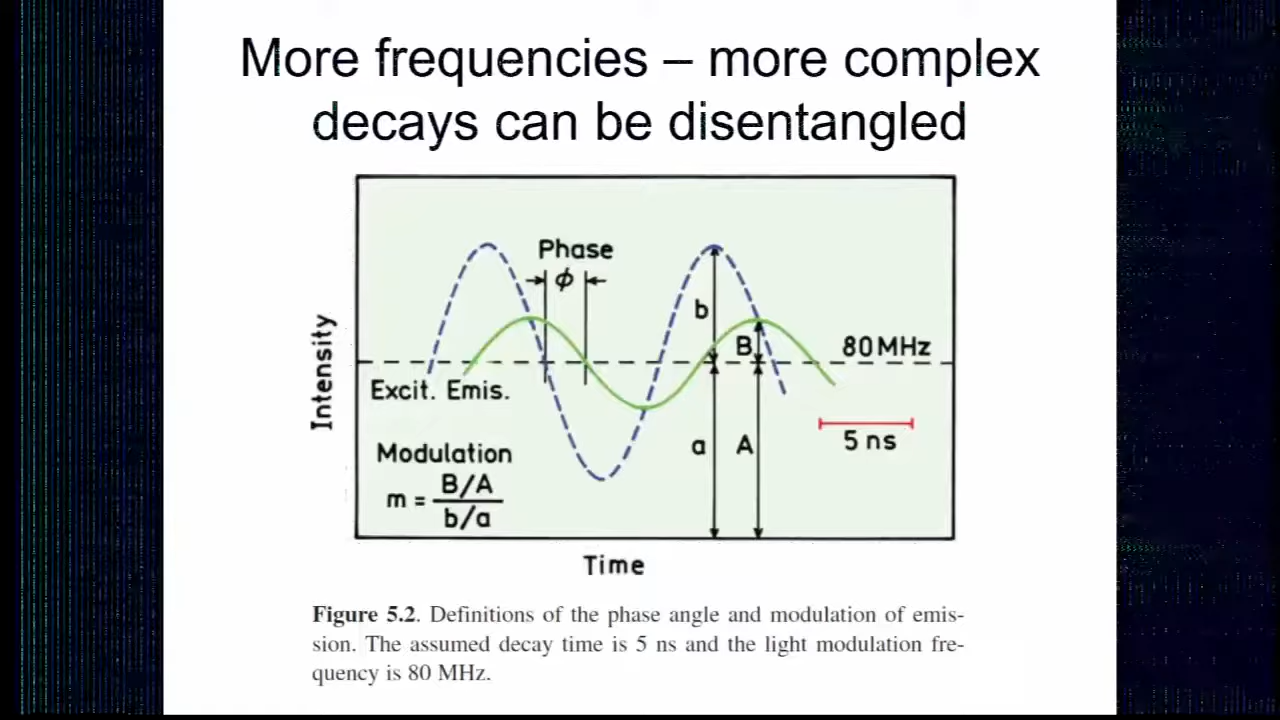 More frequencies – more complex
decays can be disentangled
Phase
ϕ
b
B
80 MHz
Intensity
Excit. Emis.
5 ns
a
A
Modulation
m = B/A
b/a
Time
Figure 5.2. Definitions of the phase angle and modulation of emis-
sion. The assumed decay time is 5 ns and the light modulation fre-
quency is 80 MHz.